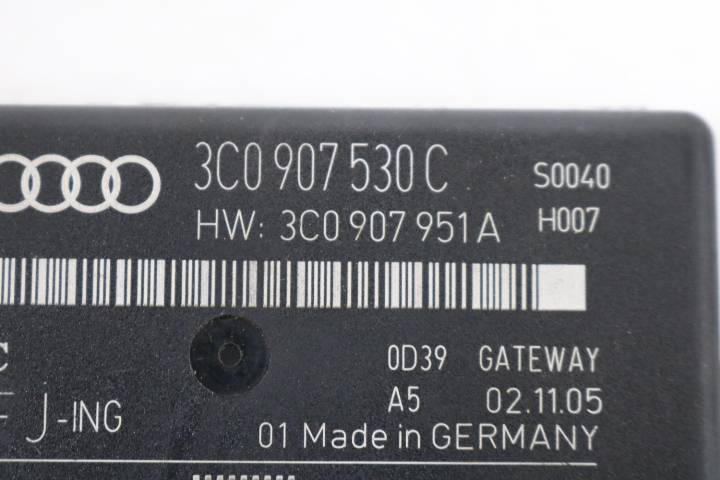 3C0 907 530 C S0040
HW: 3C0 907 951 A H007
0D39 GATEWAY
A5 02.11.05
J-ING
01 Made in GERMANY